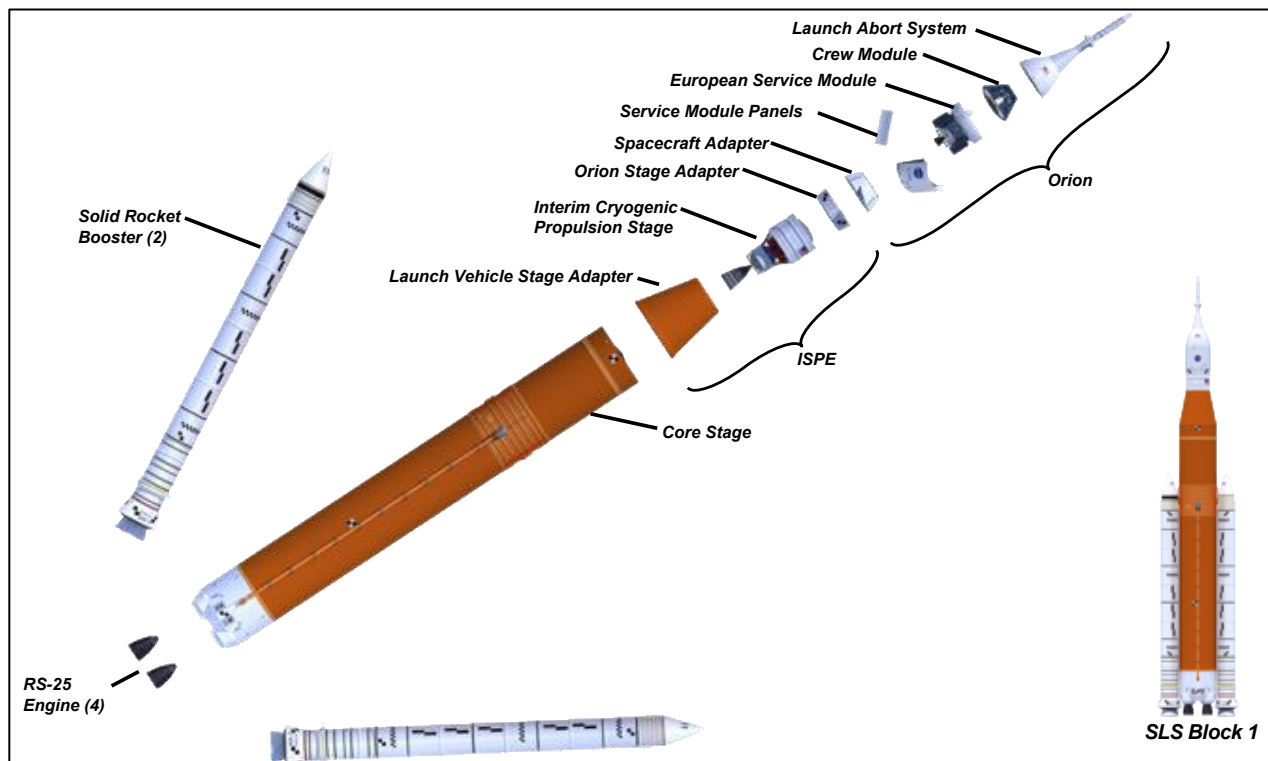 Launch Abort System
Crew Module
European Service Module
Service Module Panels
Spacecraft Adapter
Orion Stage Adapter
Interim Cryogenic
Propulsion Stage
Launch Vehicle Stage Adapter
Orion
ISPE
Solid Rocket
Booster (2)
Core Stage
RS-25
Engine (4)
SLS Block 1